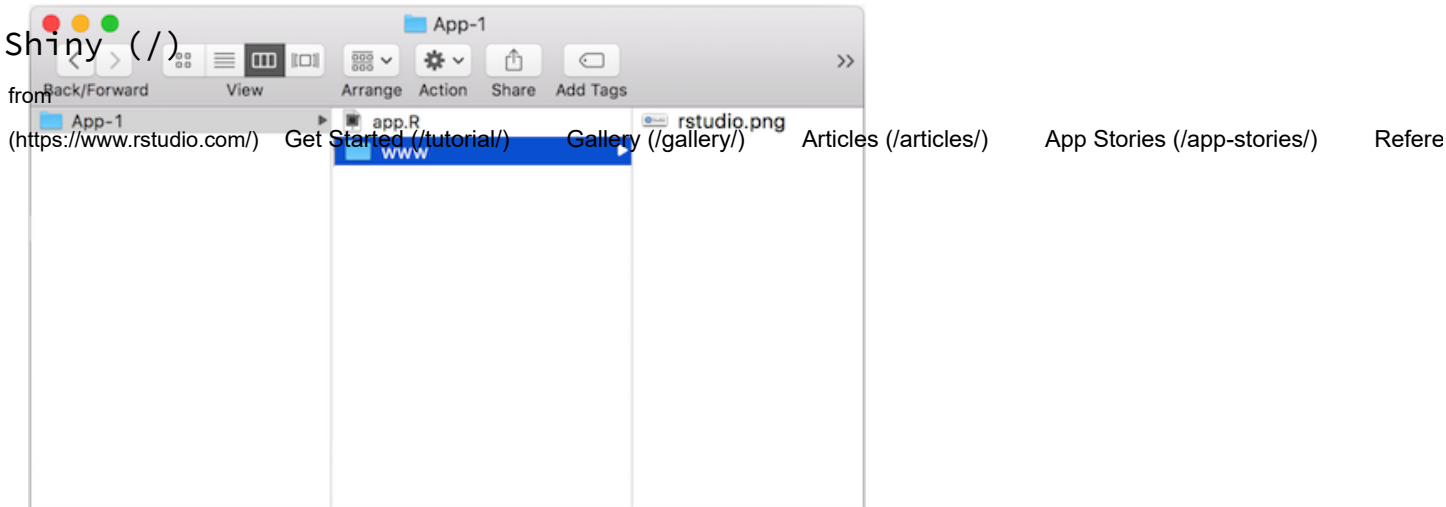 App-1
Shiny (/)
Back/Forward View Arrange Action Share Add Tags
from
App-1 app.R rstudio.png
(https://www.rstudio.com/) Get Started (/tutorial/) Gallery (/gallery/) Articles (/articles/) App Stories (/app-stories/) Refere
www